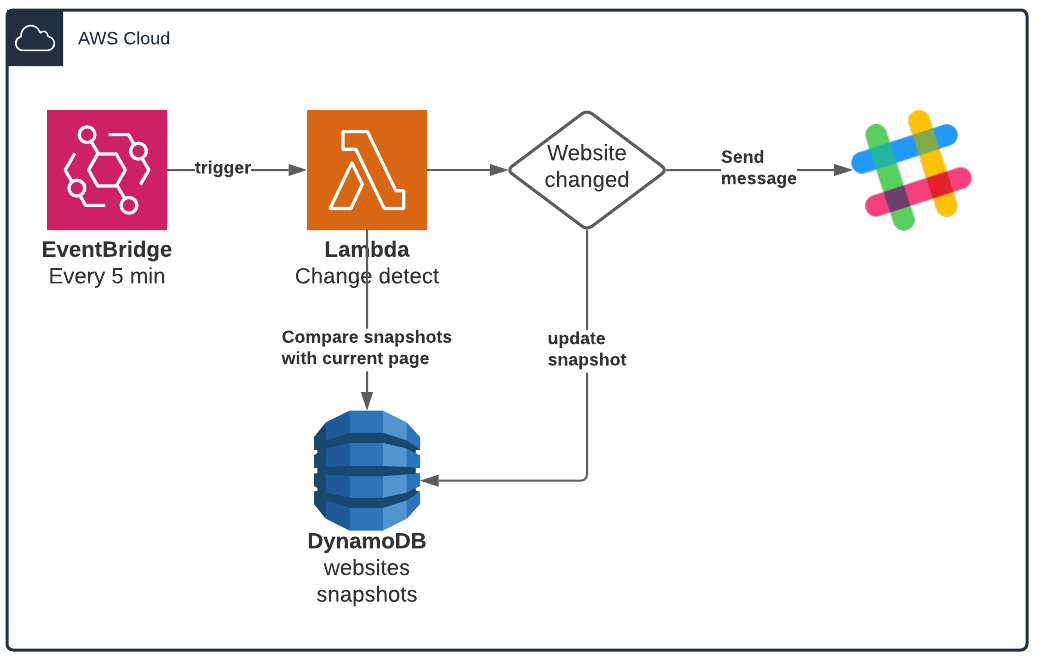 AWS Cloud
trigger
Website
changed
Send
message
EventBridge
Every 5 min
Lambda
Change detect
Compare snapshots
with current page
update
snapshot
DynamoDB
websites
snapshots